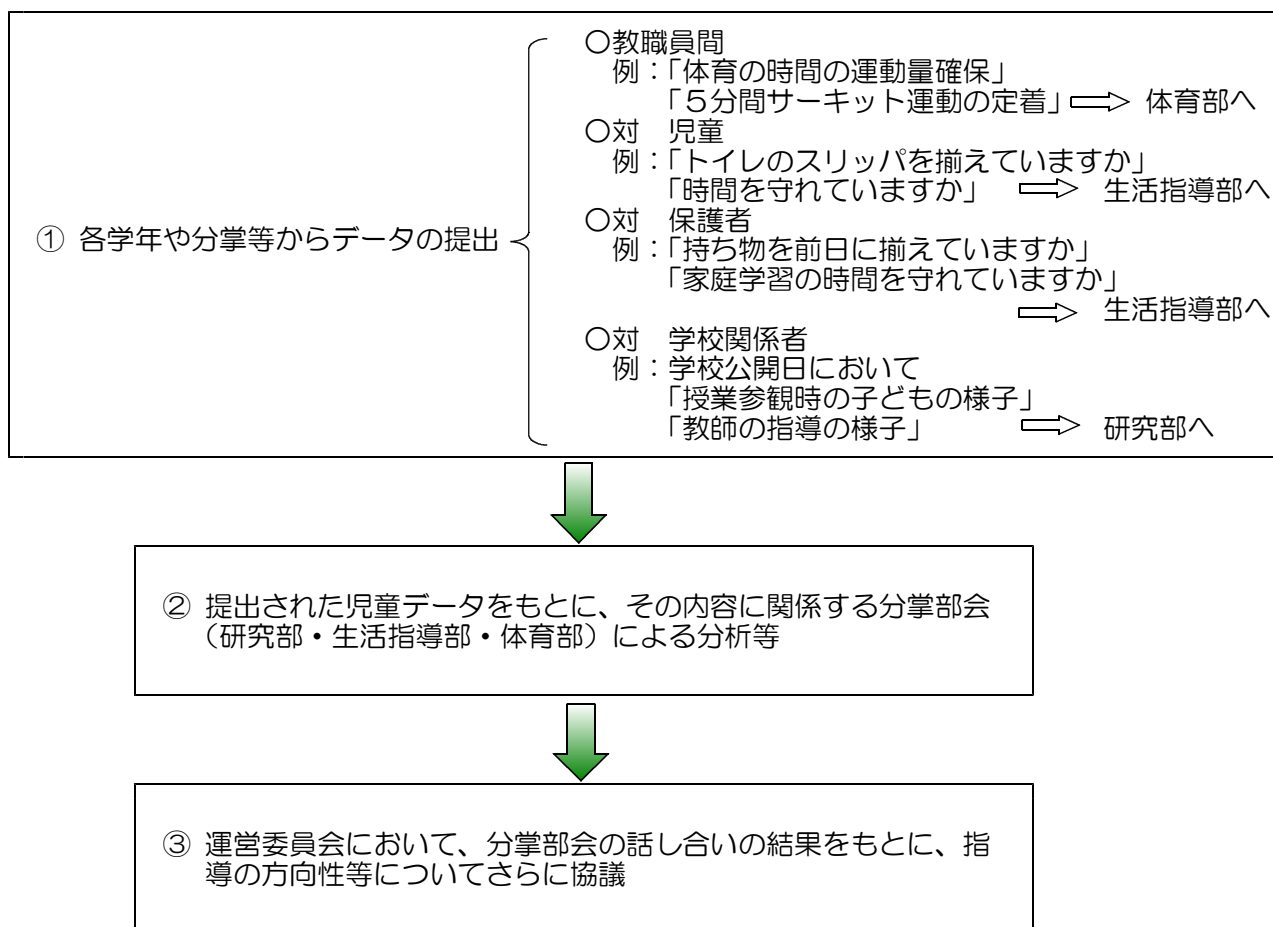 ① 各学年や分掌等からデータの提出
○教職員間
例：「体育の時間の運動量確保」
「５分間サーキット運動の定着」 体育部へ
○対　児童
例：「トイレのスリッパを揃えていますか」
「時間を守れていますか」 生活指導部へ
○対　保護者
例：「持ち物を前日に揃えていますか」
「家庭学習の時間を守れていますか」
生活指導部へ
○対　学校関係者
例：学校公開日において
「授業参観時の子どもの様子」
「教師の指導の様子」 研究部へ
② 提出された児童データをもとに、その内容に関係する分掌部会
（研究部・生活指導部・体育部）による分析等
③ 運営委員会において、分掌部会の話し合いの結果をもとに、指
導の方向性等についてさらに協議